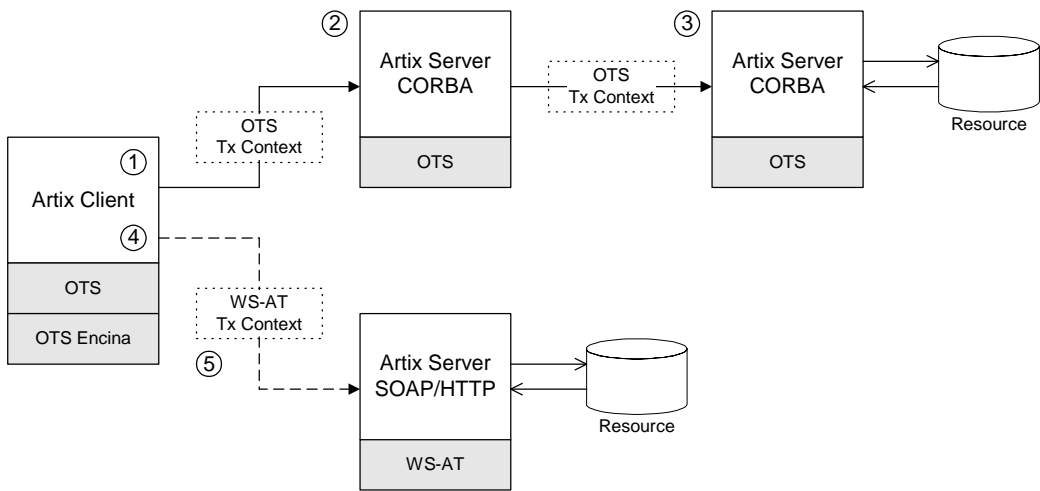 ②
Artix Server
CORBA
OTS
OTS
Tx Context
③
Artix Server
CORBA
OTS
Resource
OTS
Tx Context
①
Artix Client
④
OTS
OTS Encina
WS-AT
Tx Context
⑤
Artix Server
SOAP/HTTP
WS-AT
Resource